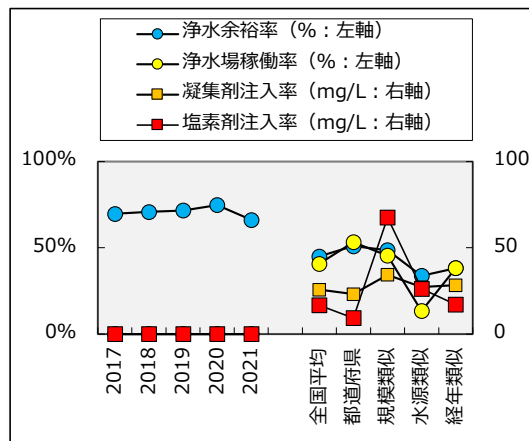 浄水余裕率（%：左軸）
浄水場稼働率（%：左軸）
凝集剤注入率（mg/L：右軸）
塩素剤注入率（mg/L：右軸）
100%
50%
0%
100
50
0
2017
2018
2019
2020
2021
全国平均
都道府県
規模類似
水源類似
経年類似